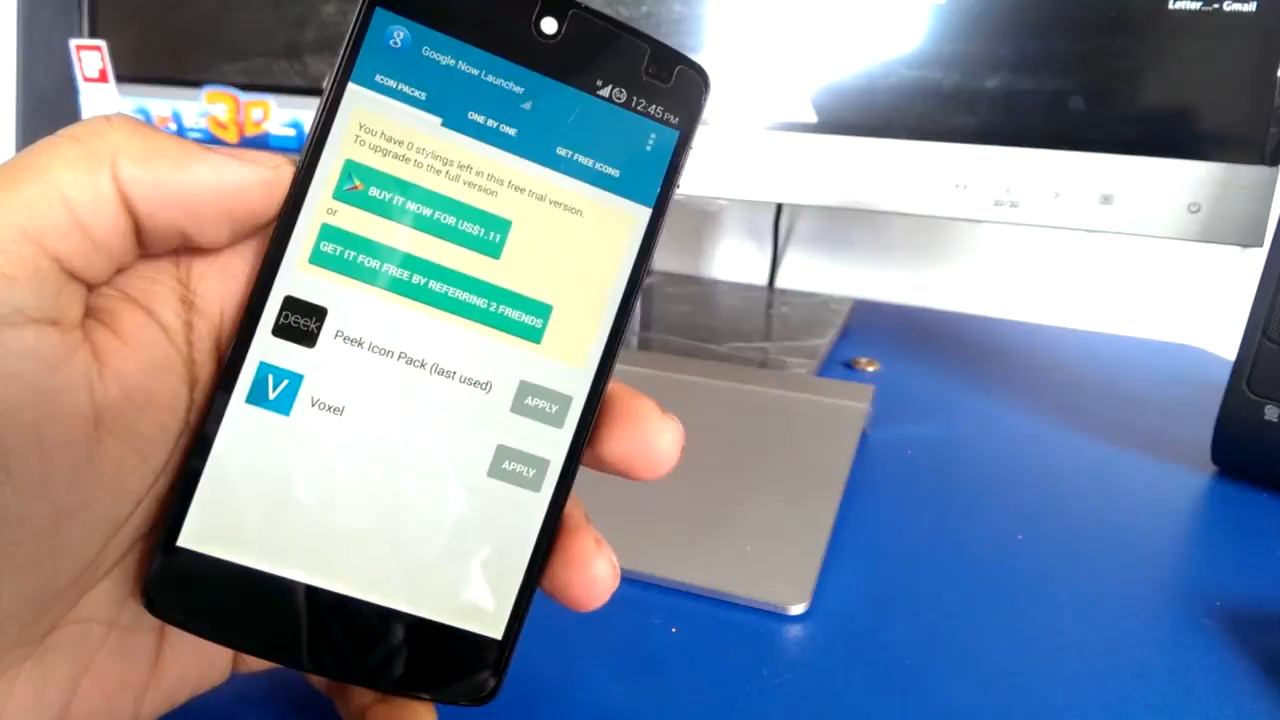 Letter...- Gmail
g
Google Now Launcher
H
94
12:45 PM
ICON PACKS
ONE BY ONE
GET FREE ICONS
You have 0 stylings left in this free trial version.
To upgrade to the full version
BUY IT NOW FOR US$1.11
or
GET IT FOR FREE BY REFERRING 2 FRIENDS
peek
Peek Icon Pack (last used)
APPLY
V
Voxel
APPLY
3D